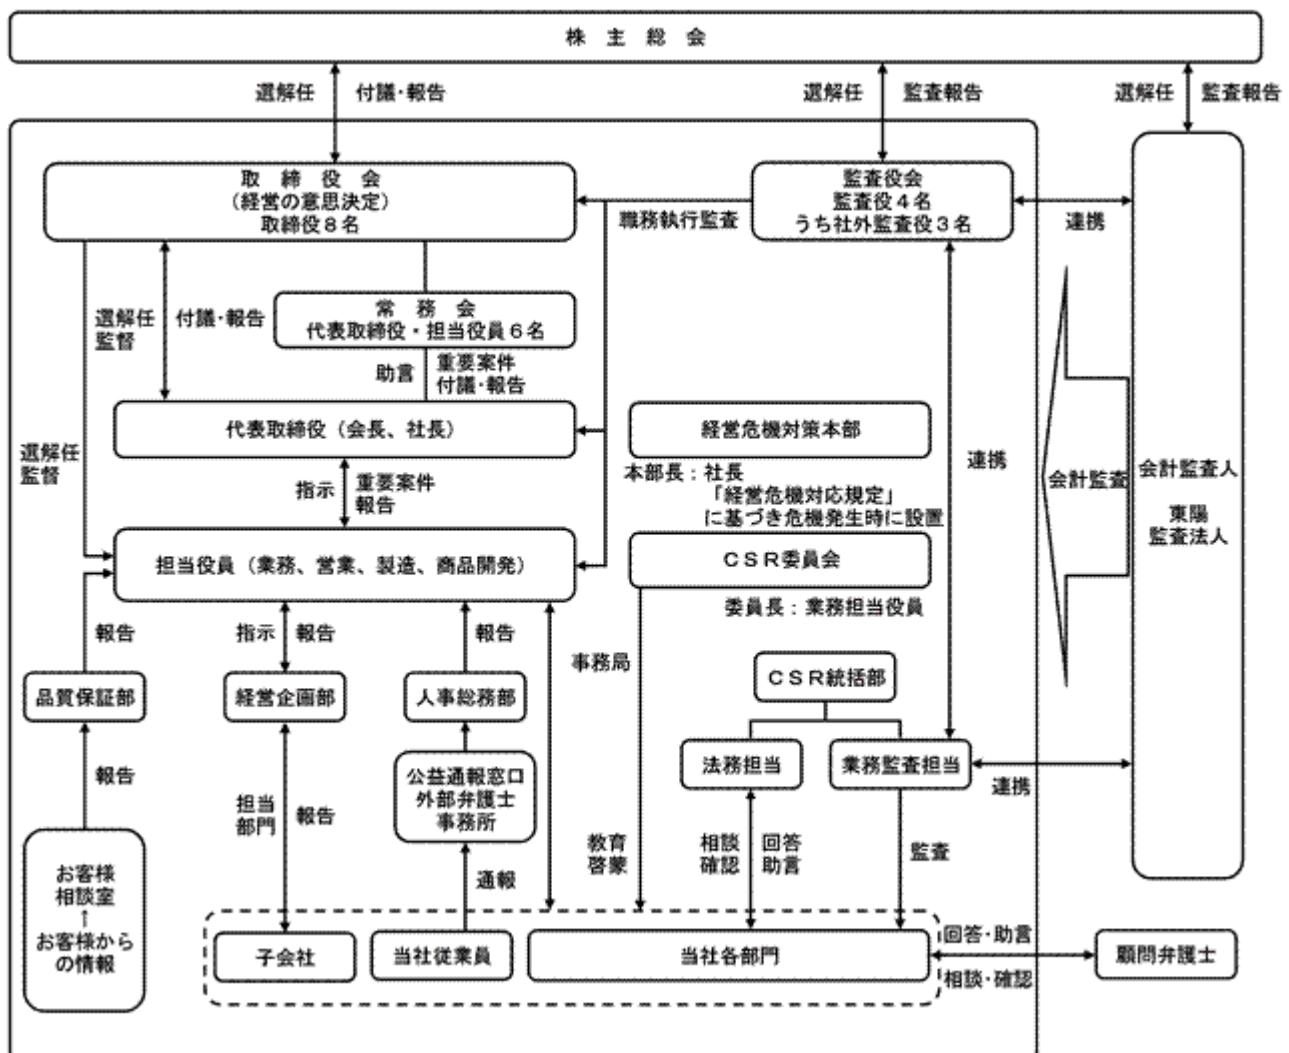 株主総会
選解任
付議・報告
選解任
監査報告
選解任
監査報告
取締役会
（経営の意思決定）
取締役８名
監査役会
監査役４名
うち社外監査役３名
職務執行監査
連携
常務会
代表取締役・担当役員６名
選解任
監督
付議・報告
助言
重要案件
付議・報告
代表取締役（会長、社長）
経営危機対策本部
本部長：社長
「経営危機対応規定」
に基づき危機発生時に設置
選解任
監督
指示
重要案件
報告
連携
会計監査
会計監査人
東陽
監査法人
担当役員（業務、営業、製造、商品開発）
ＣＳＲ委員会
委員長：業務担当役員
報告
指示
報告
報告
事務局
品質保証部
経営企画部
人事総務部
ＣＳＲ統括部
法務担当
業務監査担当
連携
報告
公益通報窓口
外部弁護士
事務所
担当
部門
報告
通報
教育
啓蒙
相談
確認
回答
助言
監査
お客様
相談室
↑
お客様から
の情報
子会社
当社従業員
当社各部門
回答・助言
相談・確認
顧問弁護士